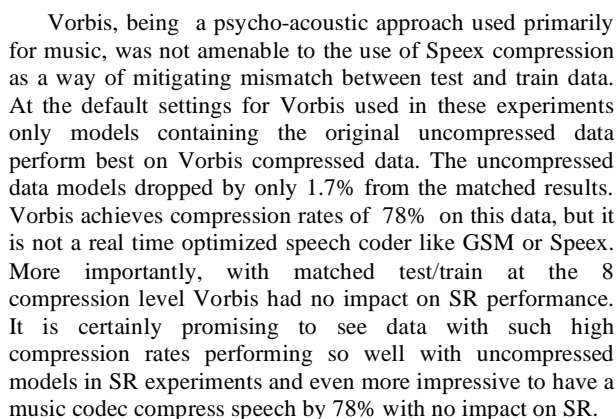 Vorbis, being a psycho-acoustic approach used primarily
for music, was not amenable to the use of Speex compression
as a way of mitigating mismatch between test and train data.
At the default settings for Vorbis used in these experiments
only models containing the original uncompressed data
perform best on Vorbis compressed data. The uncompressed
data models dropped by only 1.7% from the matched results.
Vorbis achieves compression rates of 78% on this data, but it
is not a real time optimized speech coder like GSM or Speex.
More importantly, with matched test/train at the 8
compression level Vorbis had no impact on SR performance.
It is certainly promising to see data with such high
compression rates performing so well with uncompressed
models in SR experiments and even more impressive to have a
music codec compress speech by 78% with no impact on SR.